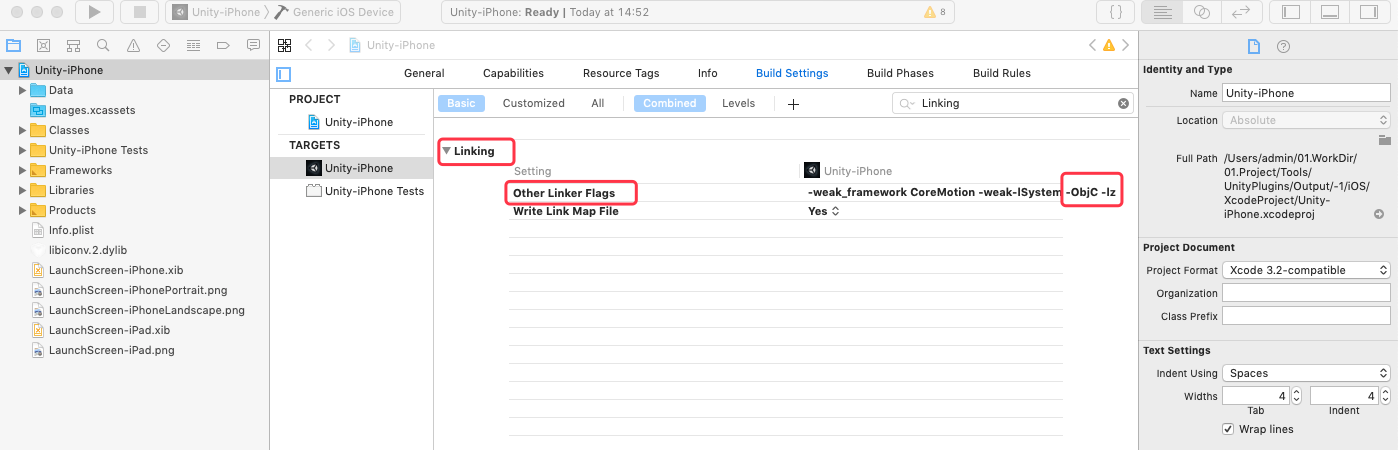 Unity-iPhone
Generic iOS Device
Unity-iPhone: Ready | Today at 14:52
8
Unity-iPhone
Data
Images.xcassets
Classes
Unity-iPhone Tests
Frameworks
Libraries
Products
Info.plist
libiconv.2.dylib
LaunchScreen-iPhone.xib
LaunchScreen-iPhonePortrait.png
LaunchScreen-iPhoneLandscape.png
LaunchScreen-iPad.xib
LaunchScreen-iPad.png
Unity-iPhone
General
Capabilities
Resource Tags
Info
Build Settings
Build Phases
Build Rules
PROJECT
Unity-iPhone
TARGETS
Unity-iPhone
Unity-iPhone Tests
Basic
Customized
All
Combined
Levels
Linking
Linking
Setting
Unity-iPhone
Other Linker Flags
-weak_framework CoreMotion -weak-lSystem -ObjC -lz
Write Link Map File
Yes
Identity and Type
Name
Unity-iPhone
Location
Absolute
Full Path
/Users/admin/01.WorkDir/
01.Project/Tools/
UnityPlugins/Output/-1/iOS/
XcodeProject/Unity-
iPhone.xcodeproj
Project Document
Project Format
Xcode 3.2-compatible
Organization
Class Prefix
Text Settings
Indent Using
Spaces
Widths
4
4
Tab
Indent
Wrap lines